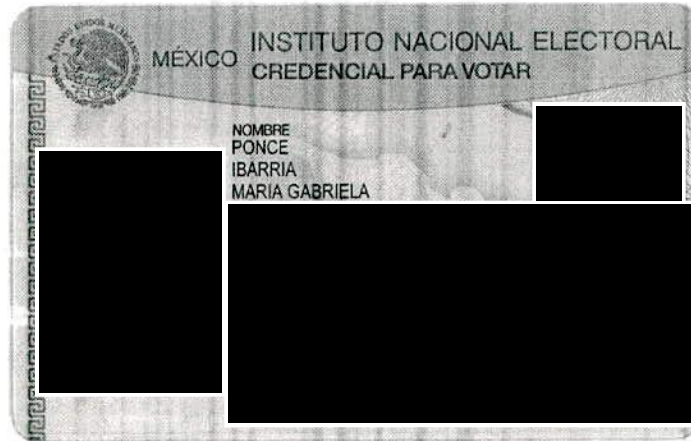 MÉXICO
INSTITUTO NACIONAL ELECTORAL
CREDENCIAL PARA VOTAR
NOMBRE
PONCE
IBARRIA
MARIA GABRIELA